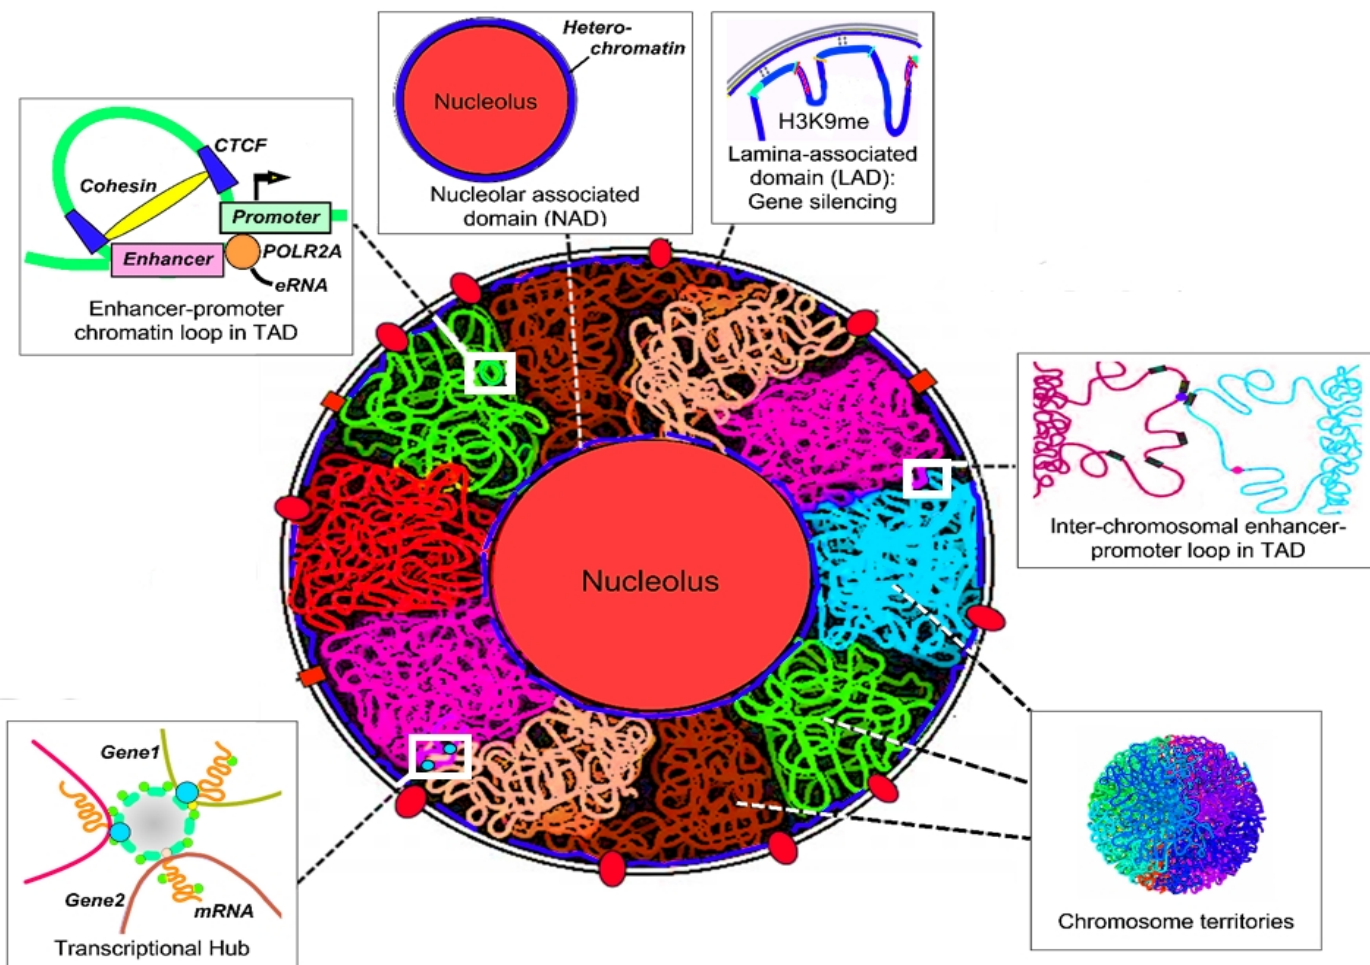 Hetero-
chromatin
Nucleolus
Nucleolar associated
domain (NAD)
H3K9me
Lamina-associated
domain (LAD):
Gene silencing
CTCF
Cohesin
Promoter
Enhancer
POLR2A
eRNA
Enhancer-promoter
chromatin loop in TAD
Inter-chromosomal enhancer-
promoter loop in TAD
Nucleolus
Gene1
Gene2
mRNA
Transcriptional Hub
Chromosome territories